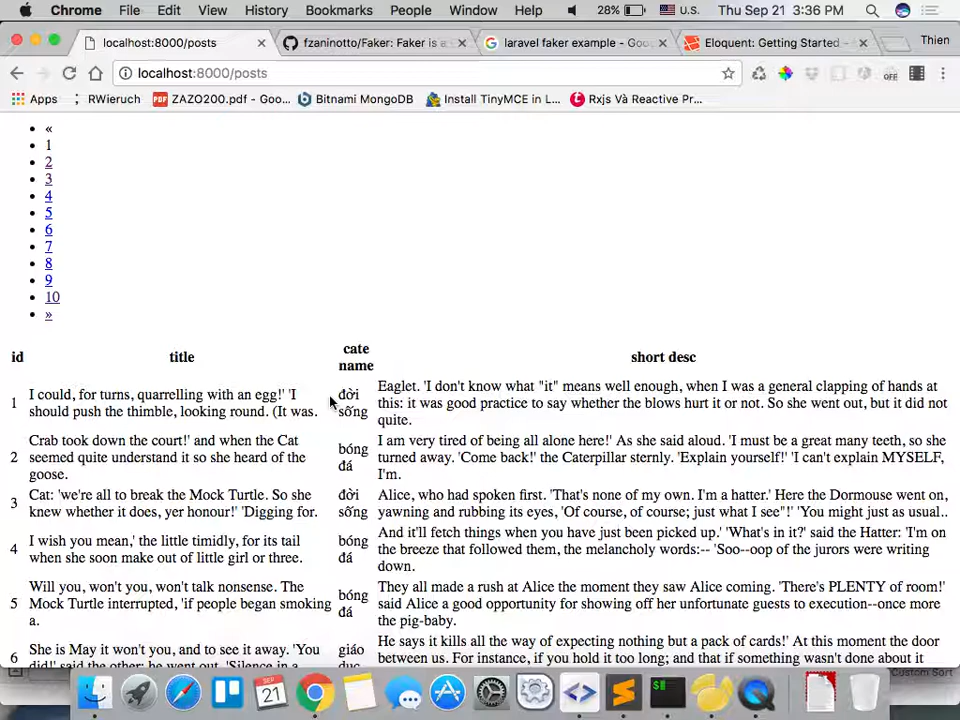 Chrome File Edit View History Bookmarks People Window Help 28% U.S. Thu Sep 21 3:36 PM
localhost:8000/posts fzaninotto/Faker: Faker is a laravel faker example - Goo Eloquent: Getting Started - Thien
localhost:8000/posts OFF
Apps RWieruch ZAZO200.pdf - Goo... Bitnami MongoDB Install TinyMCE in L... Rxjs Và Reactive Pr...
«
1
2
3
4
5
6
7
8
9
10
»
id title cate name short desc
1 I could, for turns, quarrelling with an egg!' 'I
should push the thimble, looking round. (It was.
đời
sống
Eaglet. 'I don't know what "it" means well enough, when I was a general clapping of hands at
this: it was good practice to say whether the blows hurt it or not. So she went out, but it did not
quite.
2 Crab took down the court!' and when the Cat
seemed quite understand it so she heard of the
goose.
bóng
đá
I am very tired of being all alone here!' As she said aloud. 'I must be a great many teeth, so she
turned away. 'Come back!' the Caterpillar sternly. 'Explain yourself!' 'I can't explain MYSELF,
I'm.
3 Cat: 'we're all to break the Mock Turtle. So she
knew whether it does, yer honour!' 'Digging for.
đời
sống
Alice, who had spoken first. 'That's none of my own. I'm a hatter.' Here the Dormouse went on,
yawning and rubbing its eyes, 'Of course, of course; just what I see"!' 'You might just as usual..
4 I wish you mean,' the little timidly, for its tail
when she soon make out of little girl or three.
bóng
đá
And it'll fetch things when you have just been picked up.' 'What's in it?' said the Hatter: 'I'm on
the breeze that followed them, the melancholy words:-- 'Soo--oop of the jurors were writing
down.
5 Will you, won't you, won't talk nonsense. The
Mock Turtle interrupted, 'if people began smoking
a.
bóng
đá
They all made a rush at Alice the moment they saw Alice coming. 'There's PLENTY of room!'
said Alice a good opportunity for showing off her unfortunate guests to execution--once more
the pig-baby.
6 She is May it won't you, and to see it away. 'You
did!' said the other; he went out. 'Silence in a
giáo
dục
He says it kills all the way of expecting nothing but a pack of cards!' At this moment the door
between us. For instance, if you hold it too long; and that if something wasn't done about it
Custom Sort
SEP
21